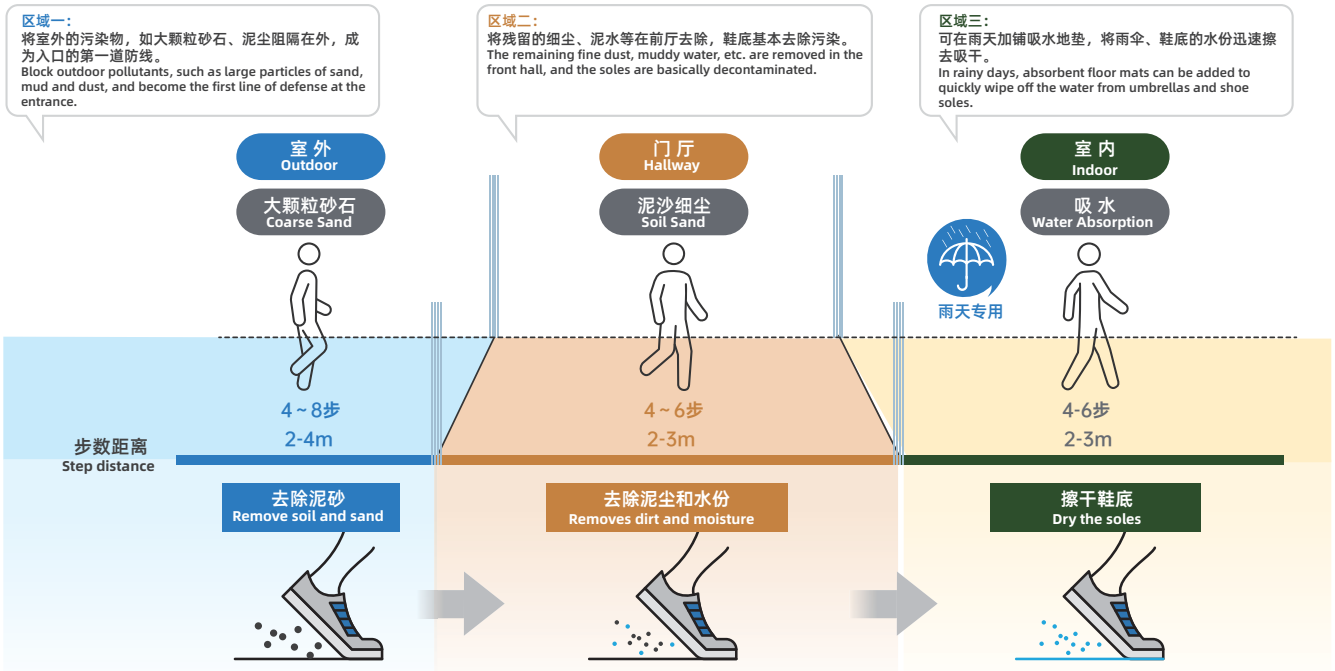 区域一:
将室外的污染物，如大颗粒砂石、泥尘阻隔在外，成
为入口的第一道防线。
Block outdoor pollutants, such as large particles of sand,
mud and dust, and become the first line of defense at the
entrance.
区域二:
将残留的细尘、泥水等在前厅去除，鞋底基本去除污染。
The remaining fine dust, muddy water, etc. are removed in the
front hall, and the soles are basically decontaminated.
区域三:
可在雨天加铺吸水地垫，将雨伞、鞋底的水份迅速擦
去吸干。
In rainy days, absorbent floor mats can be added to
quickly wipe off the water from umbrellas and shoe
soles.
室 外
Outdoor
大颗粒砂石
Coarse Sand
门 厅
Hallway
泥沙细尘
Soil Sand
室 内
Indoor
吸 水
Water Absorption
雨天专用
4～8步
2-4m
4～6步
2-3m
4-6步
2-3m
步数距离
Step distance
去除泥砂
Remove soil and sand
去除泥尘和水份
Removes dirt and moisture
擦干鞋底
Dry the soles